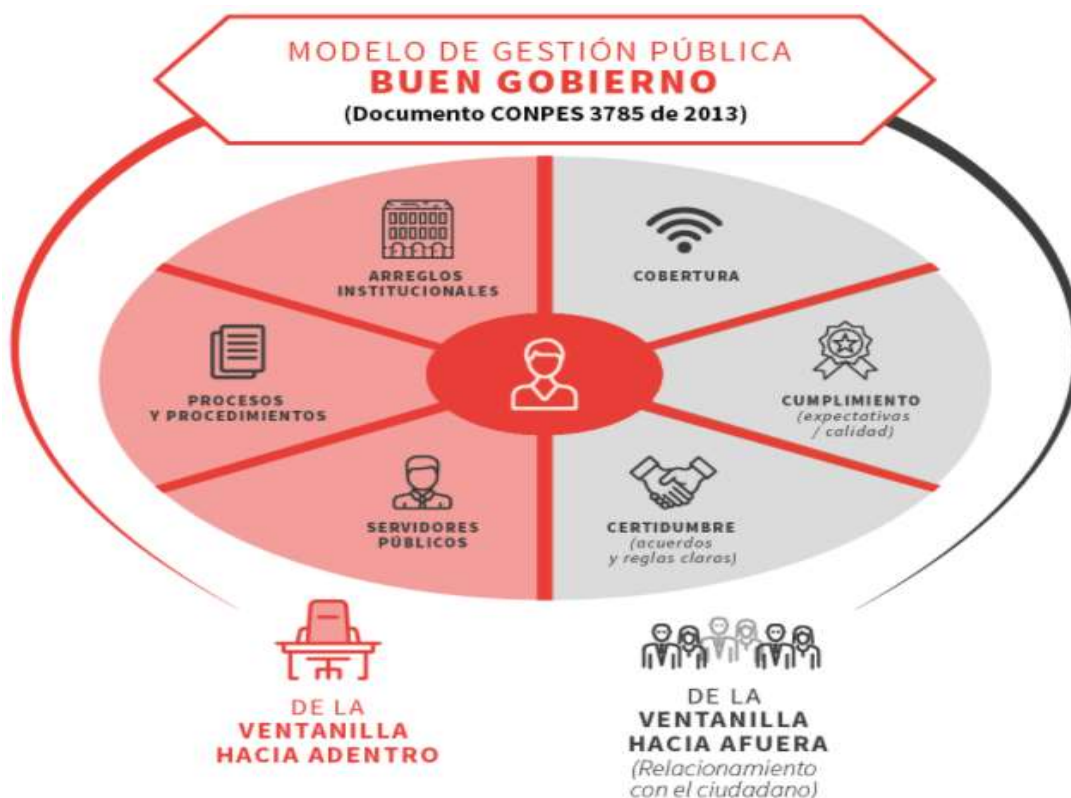 MODELO DE GESTIÓN PÚBLICA
BUEN GOBIERNO
(Documento CONPES 3785 de 2013)
ARREGLOS
INSTITUCIONALES
COBERTURA
PROCESOS
Y PROCEDIMIENTOS
CUMPLIMIENTO
(expectativas
/ calidad)
SERVIDORES
PÚBLICOS
CERTIDUMBRE
(acuerdos
y reglas claras)
DE LA
VENTANILLA
HACIA ADENTRO
DE LA
VENTANILLA
HACIA AFUERA
(Relacionamiento
con el ciudadano)